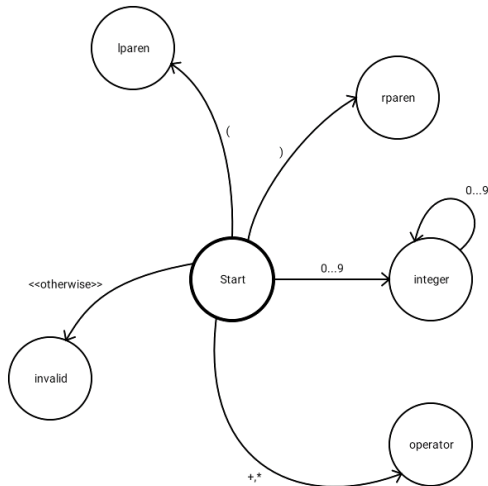 lparen
rparen
(
)
0...9
0...9
Start
integer
<<otherwise>>
invalid
operator
+,*